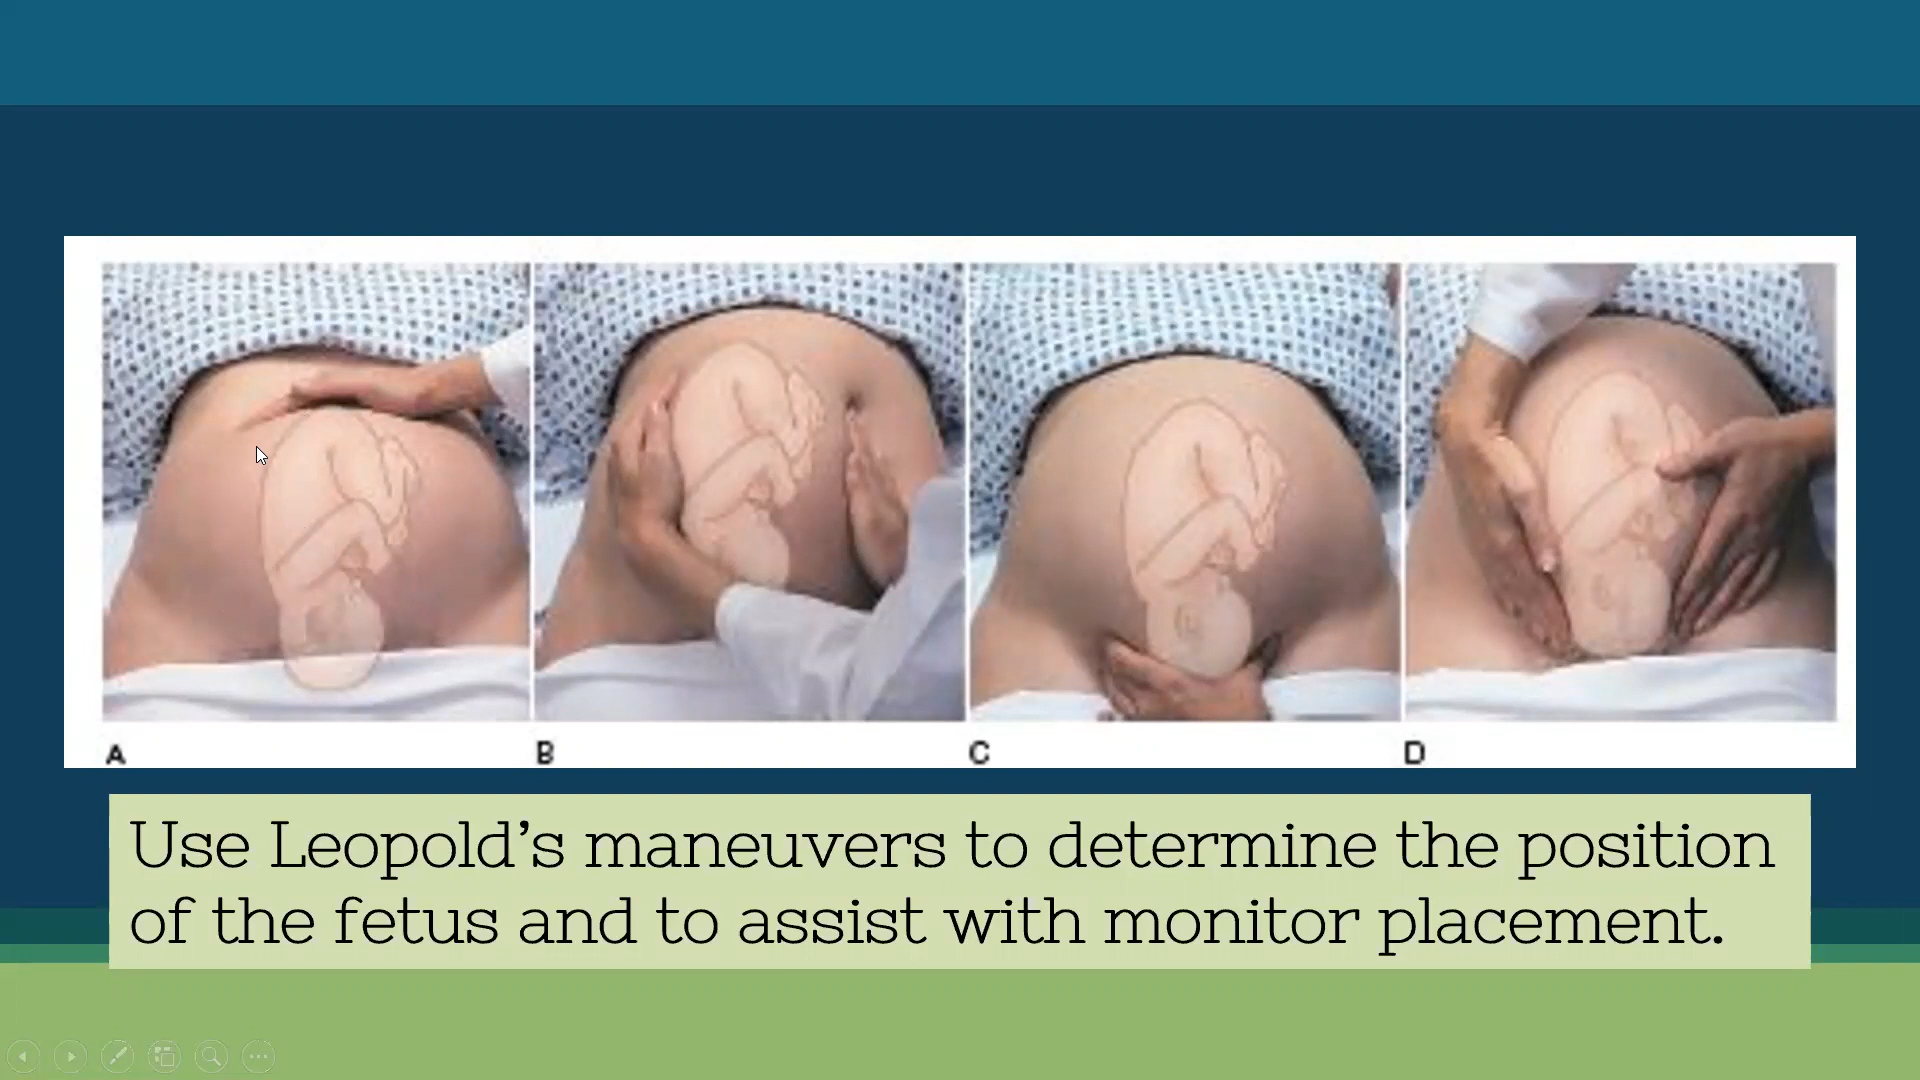 A
B
C
D
Use Leopold’s maneuvers to determine the position
of the fetus and to assist with monitor placement.